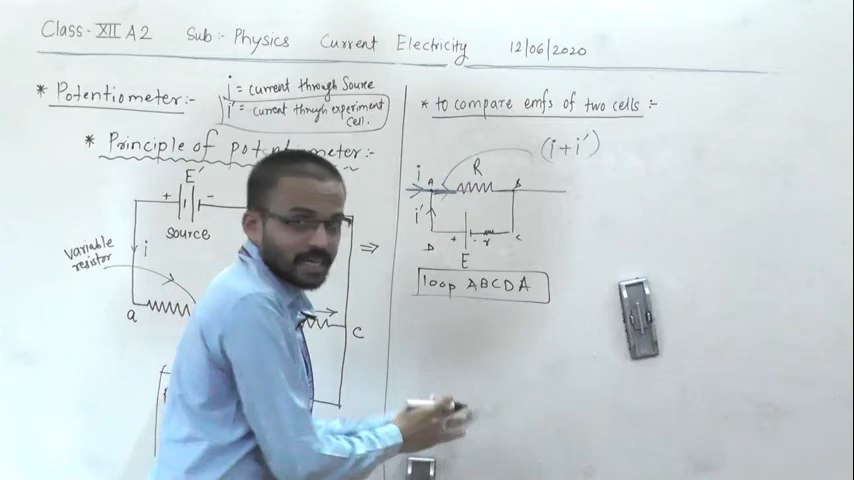 Class - XII A2 Sub:- Physics Current Electricity 12/06/2020
* Potentiometer:-
i = current through Source
i' = current through experiment cell.
* Principle of potentiometer:-
E'
+ -
source
i
variable resistor
a
c
⇒
* to compare emfs of two cells :-
(i+i')
i
A
R
B
i'
D
+ - r
C
E
loop ABCDA